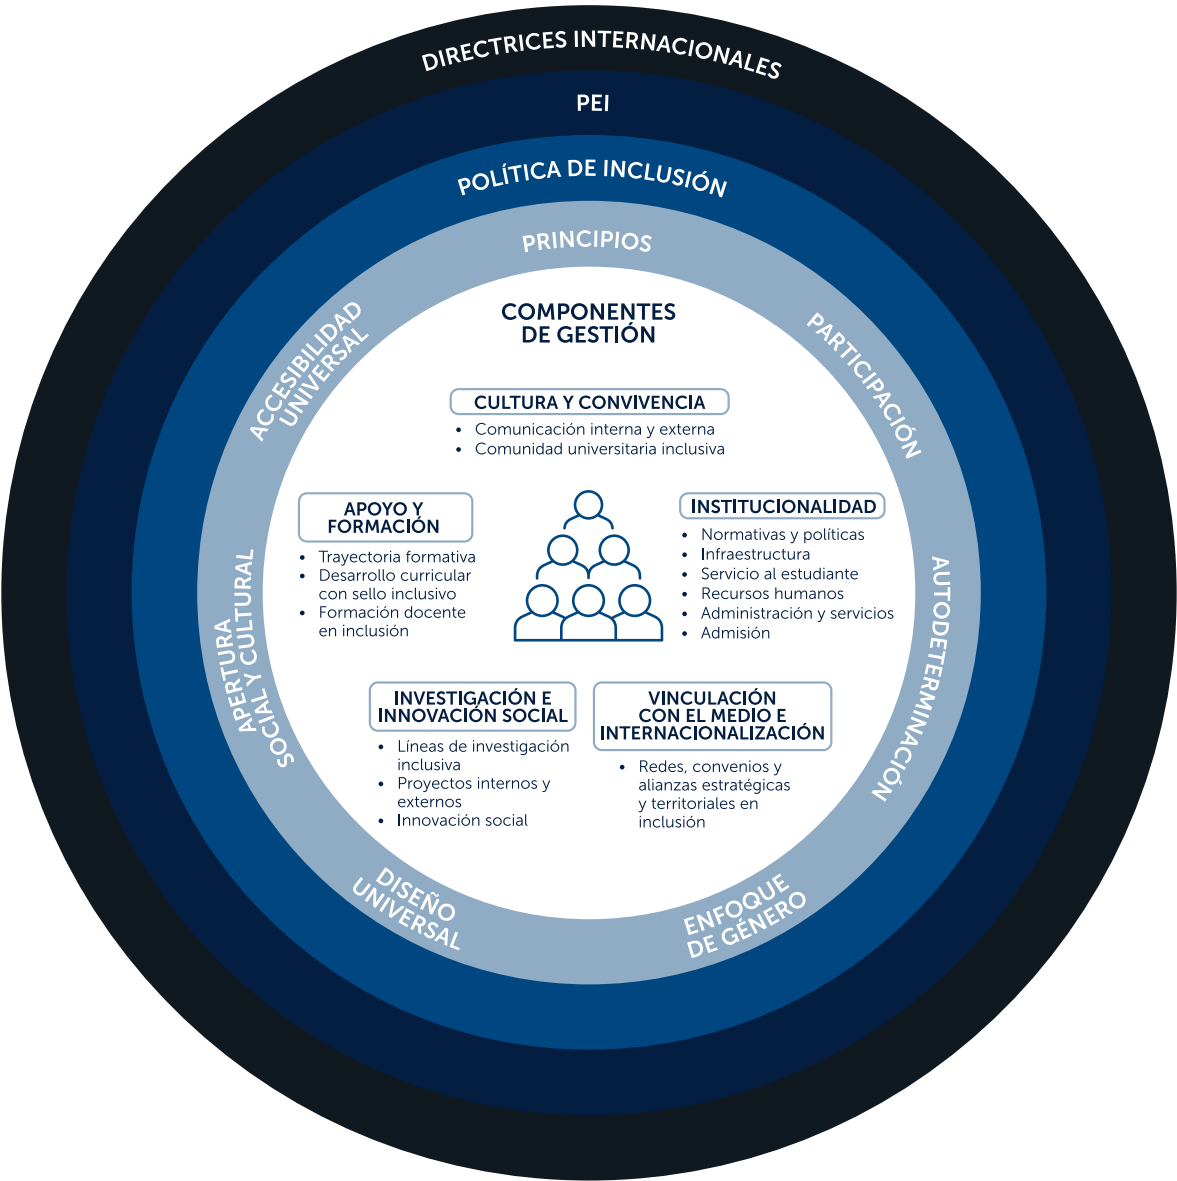 DIRECTRICES INTERNACIONALES
PEI
POLÍTICA DE INCLUSIÓN
PRINCIPIOS
PARTICIPACIÓN
AUTODETERMINACIÓN
ENFOQUE
DE GÉNERO
DISEÑO
UNIVERSAL
APERTURA
SOCIAL Y CULTURAL
ACCESIBILIDAD
UNIVERSAL
COMPONENTES
DE GESTIÓN
CULTURA Y CONVIVENCIA
• Comunicación interna y externa
• Comunidad universitaria inclusiva
APOYO Y
FORMACIÓN
• Trayectoria formativa
• Desarrollo curricular
con sello inclusivo
• Formación docente
en inclusión
INSTITUCIONALIDAD
• Normativas y políticas
• Infraestructura
• Servicio al estudiante
• Recursos humanos
• Administración y servicios
• Admisión
INVESTIGACIÓN E
INNOVACIÓN SOCIAL
• Líneas de investigación
inclusiva
• Proyectos internos y
externos
• Innovación social
VINCULACIÓN
CON EL MEDIO E
INTERNACIONALIZACIÓN
• Redes, convenios y
alianzas estratégicas
y territoriales en
inclusión